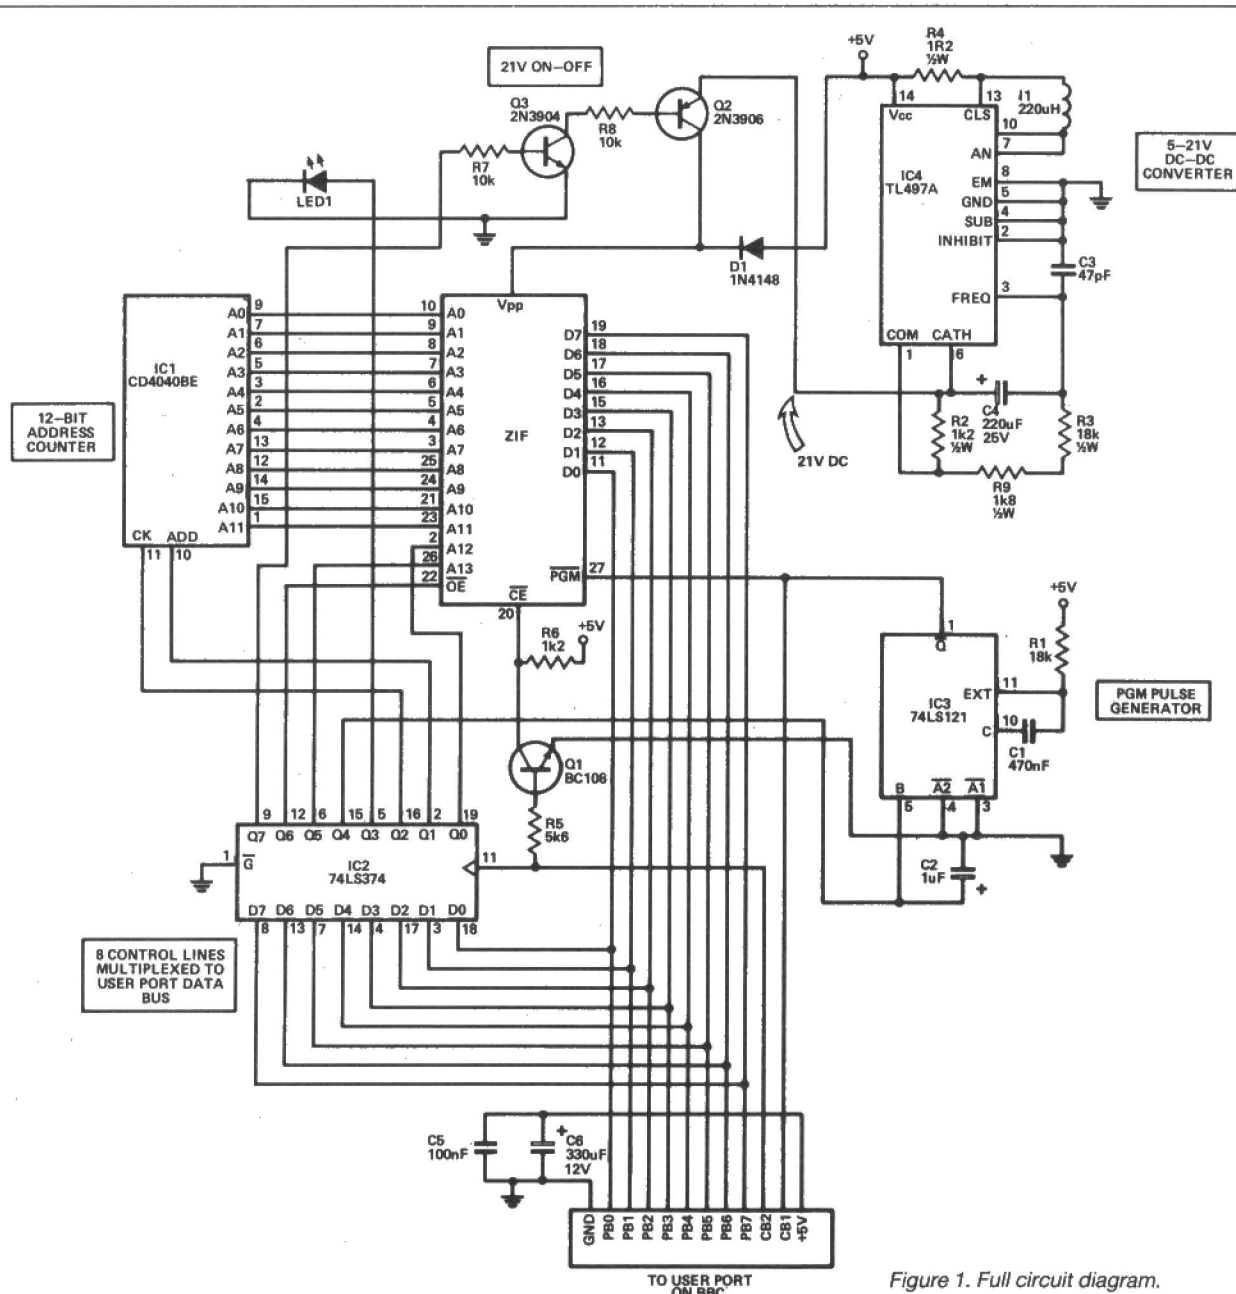 21V ON–OFF
Q3
2N3904
R8
10k
Q2
2N3906
R7
10k
LED1
+5V
R4
1R2
½W
14
13
Vcc
CLS
I1
220uH
10
7
AN
8
EM
5
GND
4
SUB
2
INHIBIT
IC4
TL497A
3
FREQ
COM
CATH
1
6
C3
47pF
5–21V
DC–DC
CONVERTER
D1
1N4148
R2
1k2
½W
C4
220uF
25V
+
R3
18k
½W
R9
1k8
½W
21V DC
12–BIT
ADDRESS
COUNTER
IC1
CD4040BE
A0 9
A1 7
A2 6
A3 5
A4 3
A5 2
A6 4
A7 13
A8 12
A9 14
A10 15
A11 1
CK
ADD
11
10
Vpp
ZIF
10 A0
9 A1
8 A2
7 A3
6 A4
5 A5
4 A6
3 A7
25 A8
24 A9
21 A10
23 A11
2 A12
26 A13
22 OE
D7 19
D6 18
D5 17
D4 16
D3 15
D2 13
D1 12
D0 11
PGM 27
CE
20
R6
1k2
+5V
Q1
BC108
R5
5k6
1
Q
IC3
74LS121
EXT 11
C 10
B A2 A1
5 4 3
+5V
R1
18k
C1
470nF
C2
1uF
+
PGM PULSE
GENERATOR
9 12 6 15 5 16 2 19
Q7 Q6 Q5 Q4 Q3 Q2 Q1 Q0
1
G
IC2
74LS374
11
D7 D6 D5 D4 D3 D2 D1 D0
8 13 7 14 4 17 3 18
8 CONTROL LINES
MULTIPLEXED TO
USER PORT DATA
BUS
C5
100nF
+
C6
330uF
12V
GND PB0 PB1 PB2 PB3 PB4 PB5 PB6 PB7 CB2 CB1 +5V
TO USER PORT
ON BBC
Figure 1. Full circuit diagram.